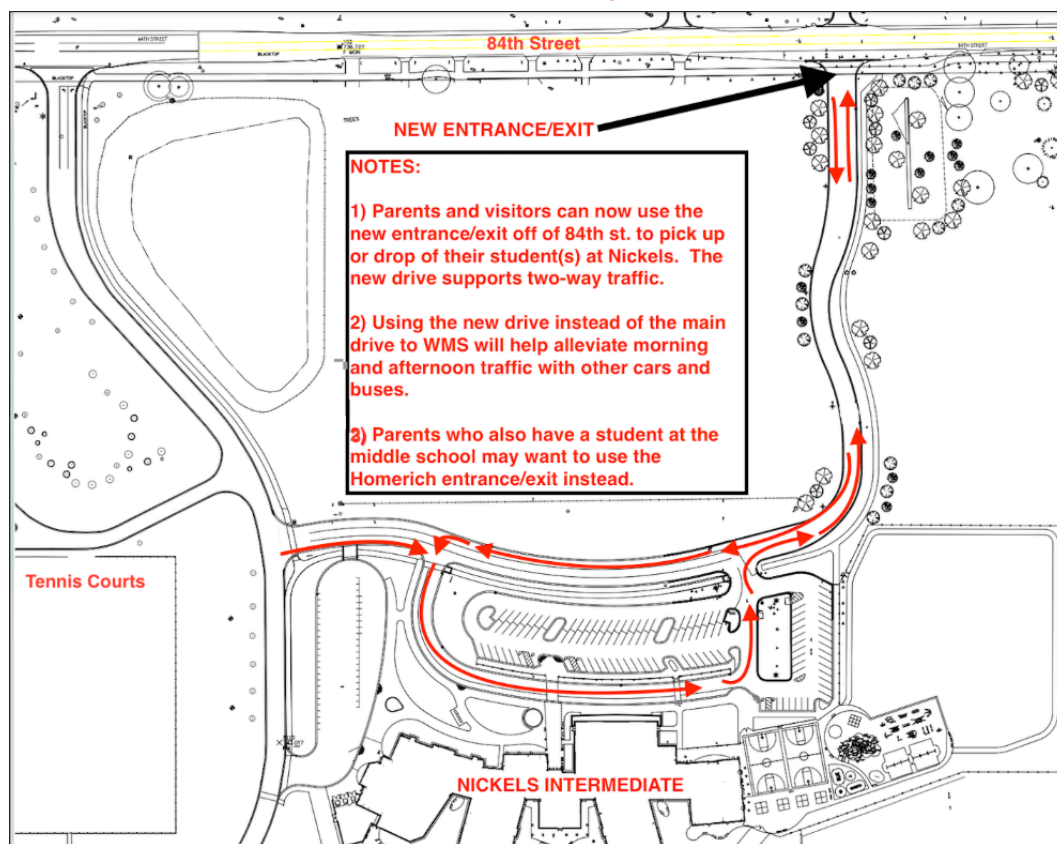 84TH STREET
84th Street
84TH STREET
BLACKTOP
BLACKTOP
BLACKTOP
TREES
NEW ENTRANCE/EXIT
NOTES:
1) Parents and visitors can now use the
new entrance/exit off of 84th st. to pick up
or drop of their student(s) at Nickels.  The
new drive supports two-way traffic.
2) Using the new drive instead of the main
drive to WMS will help alleviate morning
and afternoon traffic with other cars and
buses.
3) Parents who also have a student at the
middle school may want to use the
Homerich entrance/exit instead.
Tennis Courts
NICKELS INTERMEDIATE